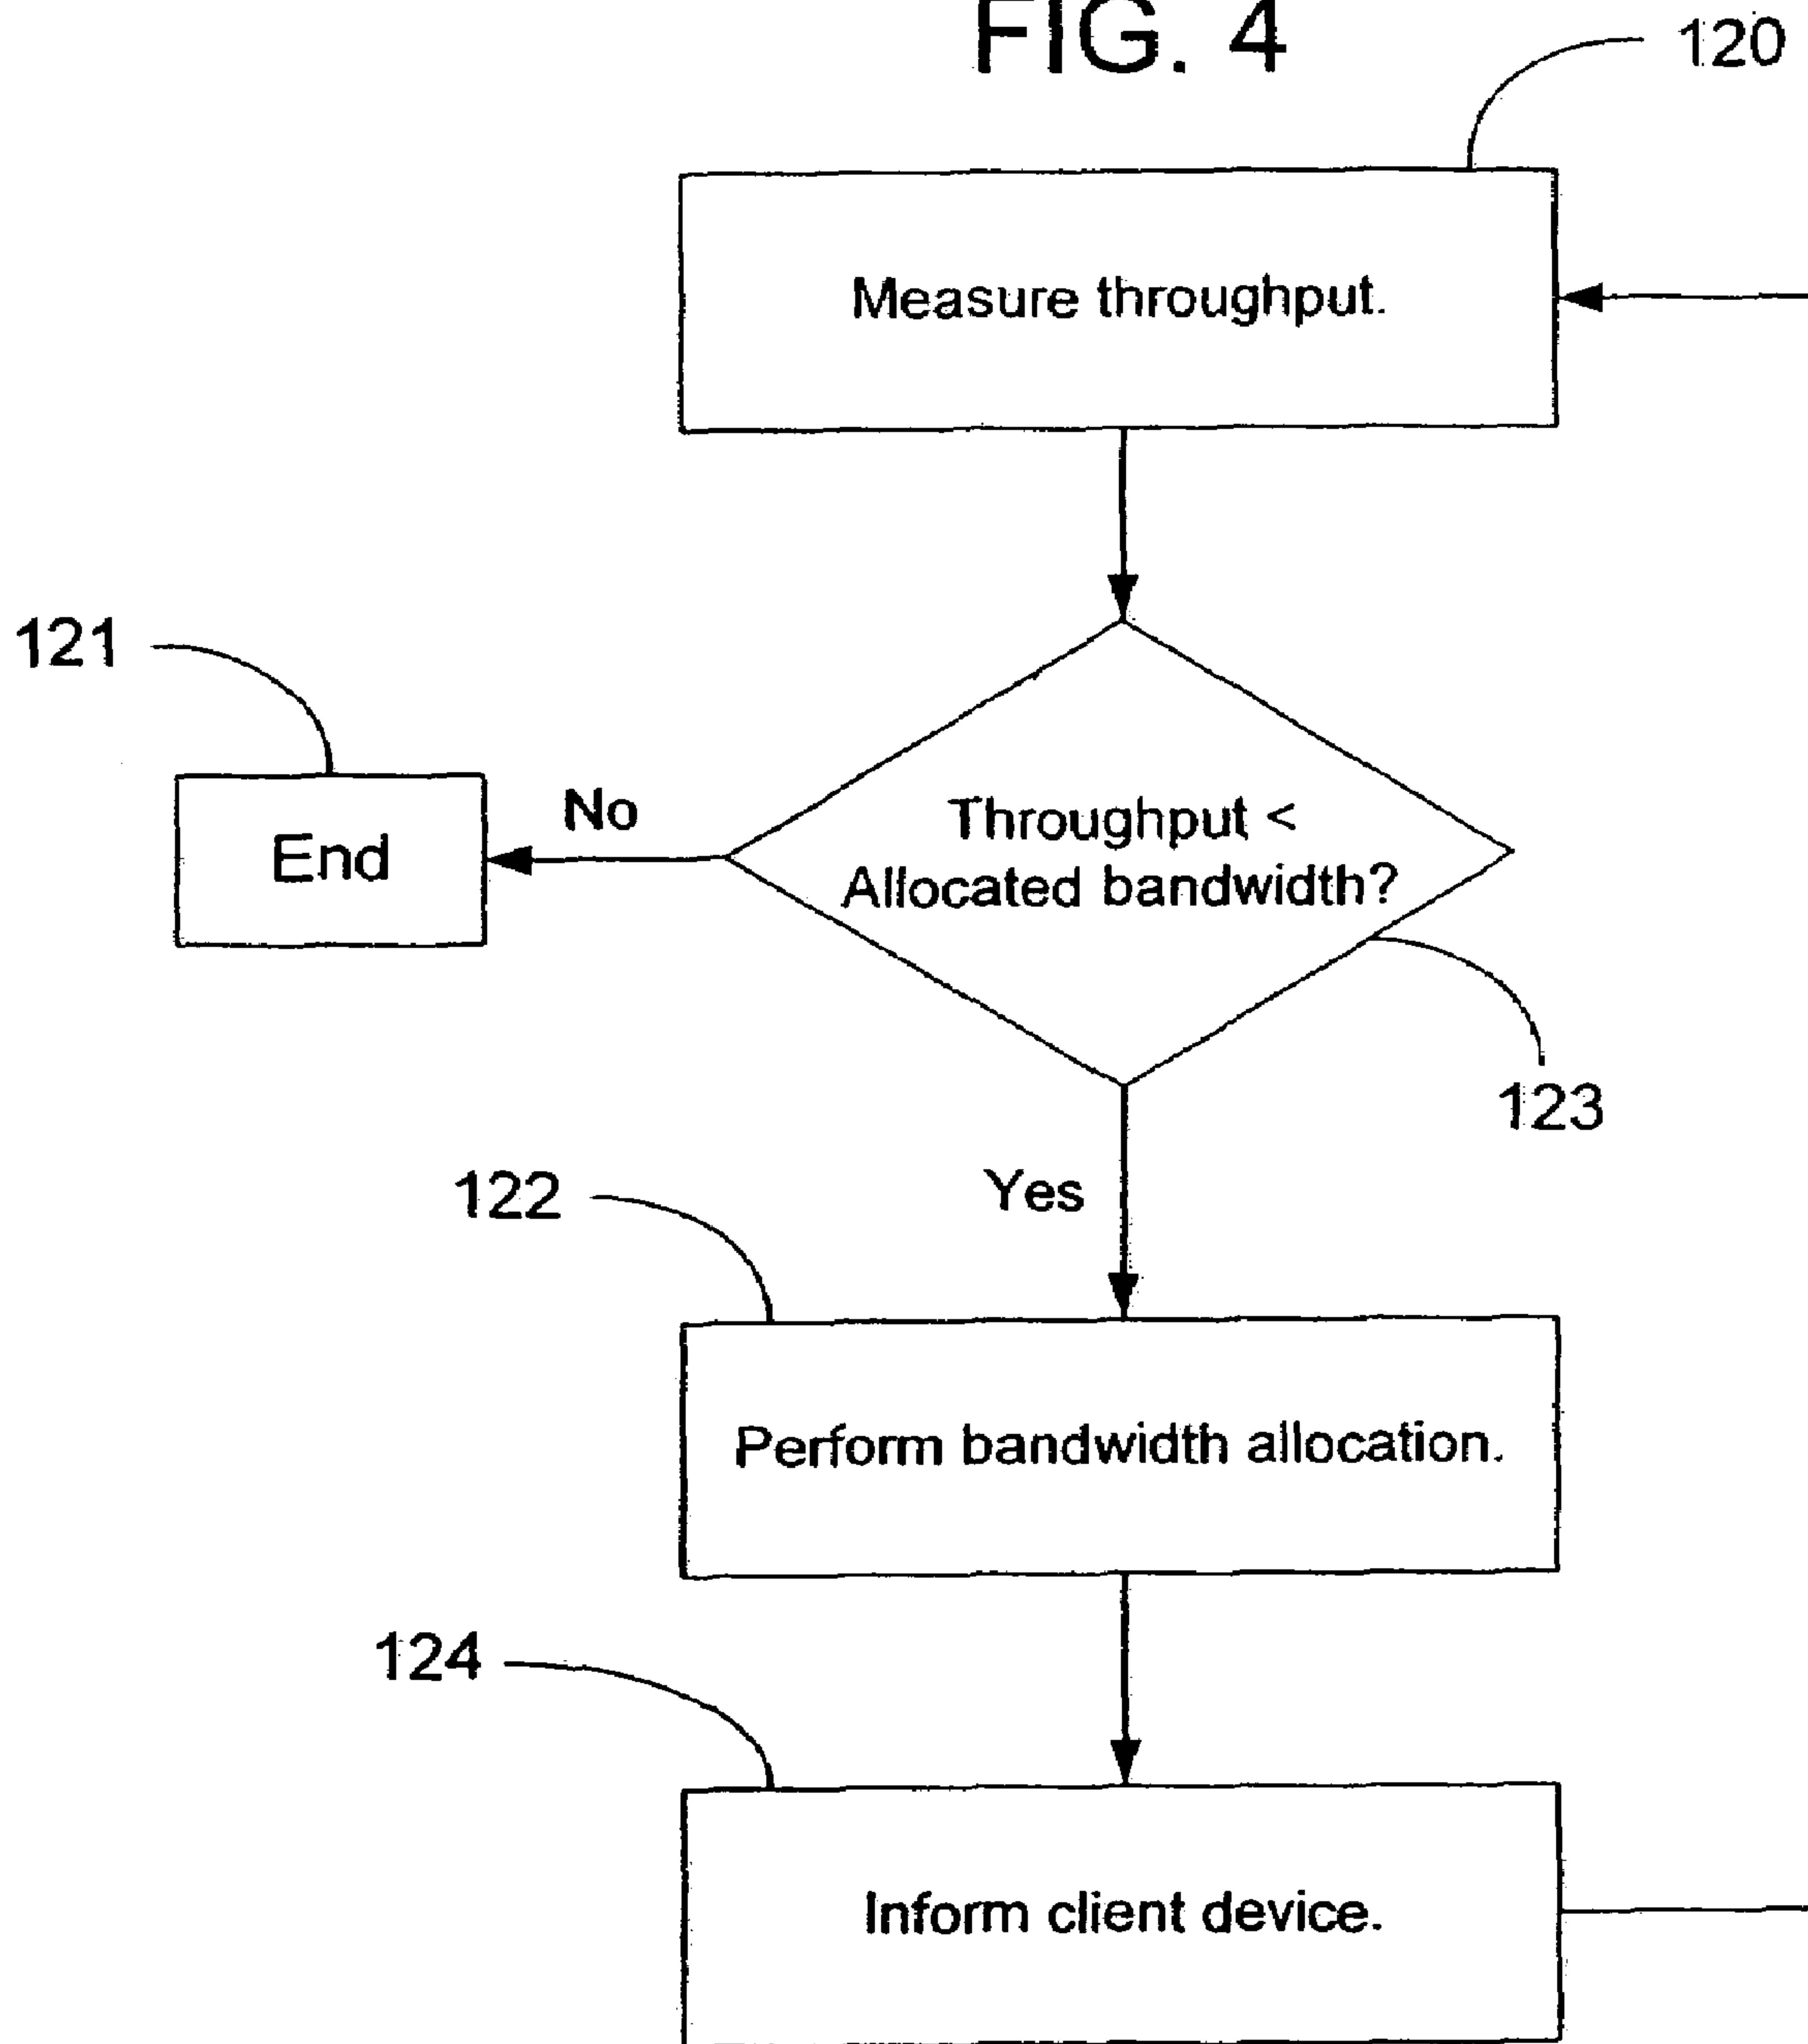 FIG. 4
120
Measure throughput.
121
End
No
Throughput <
Allocated bandwidth?
123
Yes
122
Perform bandwidth allocation.
124
Inform client device.